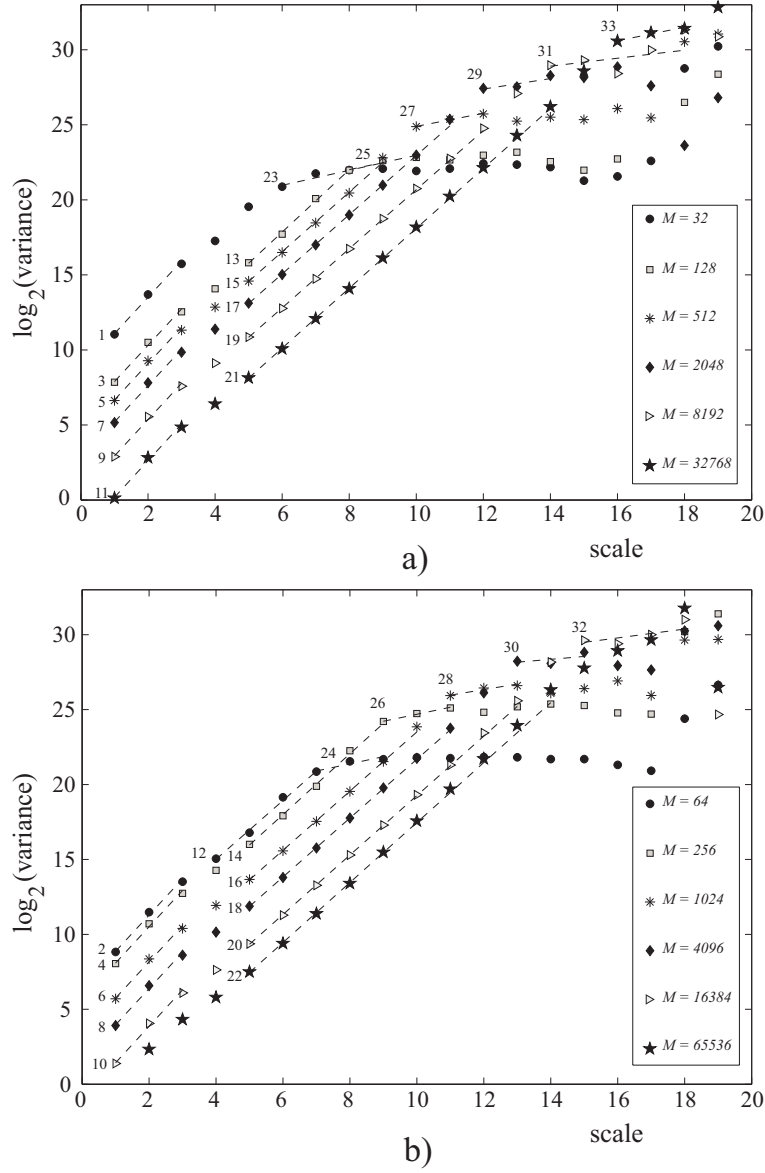 30
25
20
15
10
5
0
log2(variance)
33
31
29
27
25
23
13
15
17
19
21
1
3
5
7
9
11
M = 32
M = 128
M = 512
M = 2048
M = 8192
M = 32768
0 2 4 6 8 10 12 14 16 18 20
scale
a)
30
25
20
15
10
5
0
log2(variance)
32
30
28
26
24
12
14
16
18
20
22
2
4
6
8
10
M = 64
M = 256
M = 1024
M = 4096
M = 16384
M = 65536
0 2 4 6 8 10 12 14 16 18 20
scale
b)